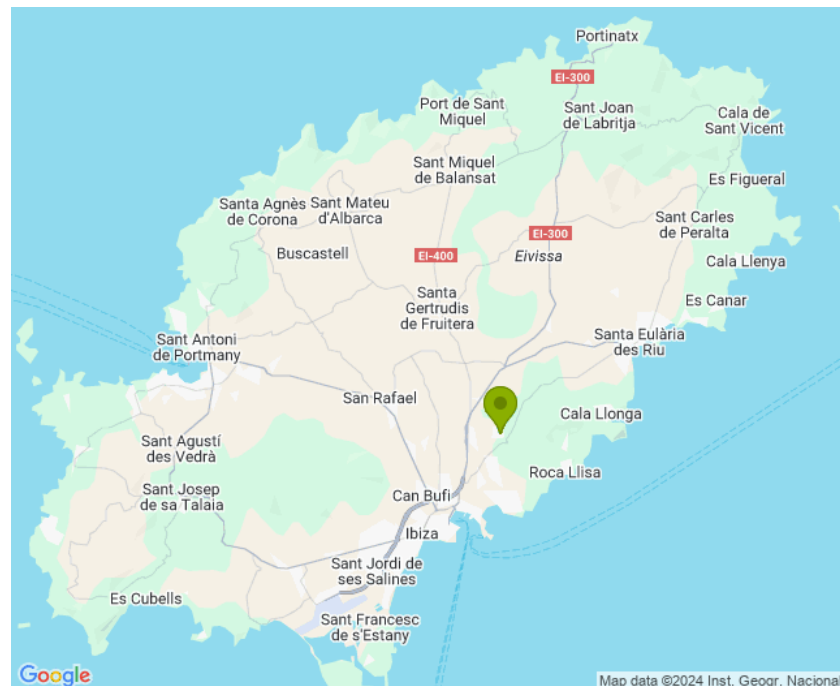 Portinatx
EI-300
Port de Sant
Miquel
Sant Joan
de Labritja
Cala de
Sant Vicent
Sant Miquel
de Balansat
Es Figueral
Santa Agnès
de Corona
Sant Mateu
d'Albarca
Sant Carles
de Peralta
EI-300
Buscastell
EI-400
Eivissa
Cala Llenya
Santa
Gertrudis
de Fruitera
Es Canar
Sant Antoni
de Portmany
Santa Eulària
des Riu
San Rafael
Cala Llonga
Sant Agustí
des Vedrà
Roca Llisa
Sant Josep
de sa Talaia
Can Bufi
Ibiza
Sant Jordi de
ses Salines
Es Cubells
Sant Francesc
de s'Estany
Google
Map data ©2024 Inst. Geogr. Nacional